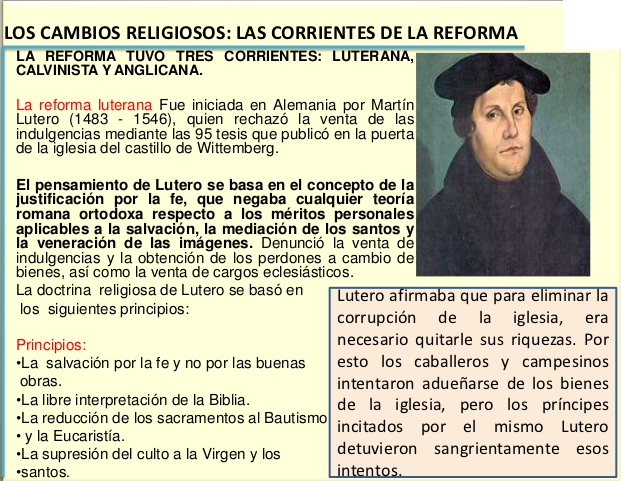 LOS CAMBIOS RELIGIOSOS: LAS CORRIENTES DE LA REFORMA
LA REFORMA TUVO TRES CORRIENTES: LUTERANA,
CALVINISTA Y ANGLICANA.
La reforma luterana Fue iniciada en Alemania por Martín
Lutero (1483 - 1546), quien rechazó la venta de las
indulgencias mediante las 95 tesis que publicó en la puerta
de la iglesia del castillo de Wittemberg.
El pensamiento de Lutero se basa en el concepto de la
justificación por la fe, que negaba cualquier teoría
romana ortodoxa respecto a los méritos personales
aplicables a la salvación, la mediación de los santos y
la veneración de las imágenes. Denunció la venta de
indulgencias y la obtención de los perdones a cambio de
bienes, así como la venta de cargos eclesiásticos.
La doctrina religiosa de Lutero se basó en
los siguientes principios:
Principios:
•La salvación por la fe y no por las buenas
obras.
•La libre interpretación de la Biblia.
•La reducción de los sacramentos al Bautismo
• y la Eucaristía.
•La supresión del culto a la Virgen y los
•santos.
Lutero afirmaba que para eliminar la
corrupción de la iglesia, era
necesario quitarle sus riquezas. Por
esto los caballeros y campesinos
intentaron adueñarse de los bienes
de la iglesia, pero los príncipes
incitados por el mismo Lutero
detuvieron sangrientamente esos
intentos.